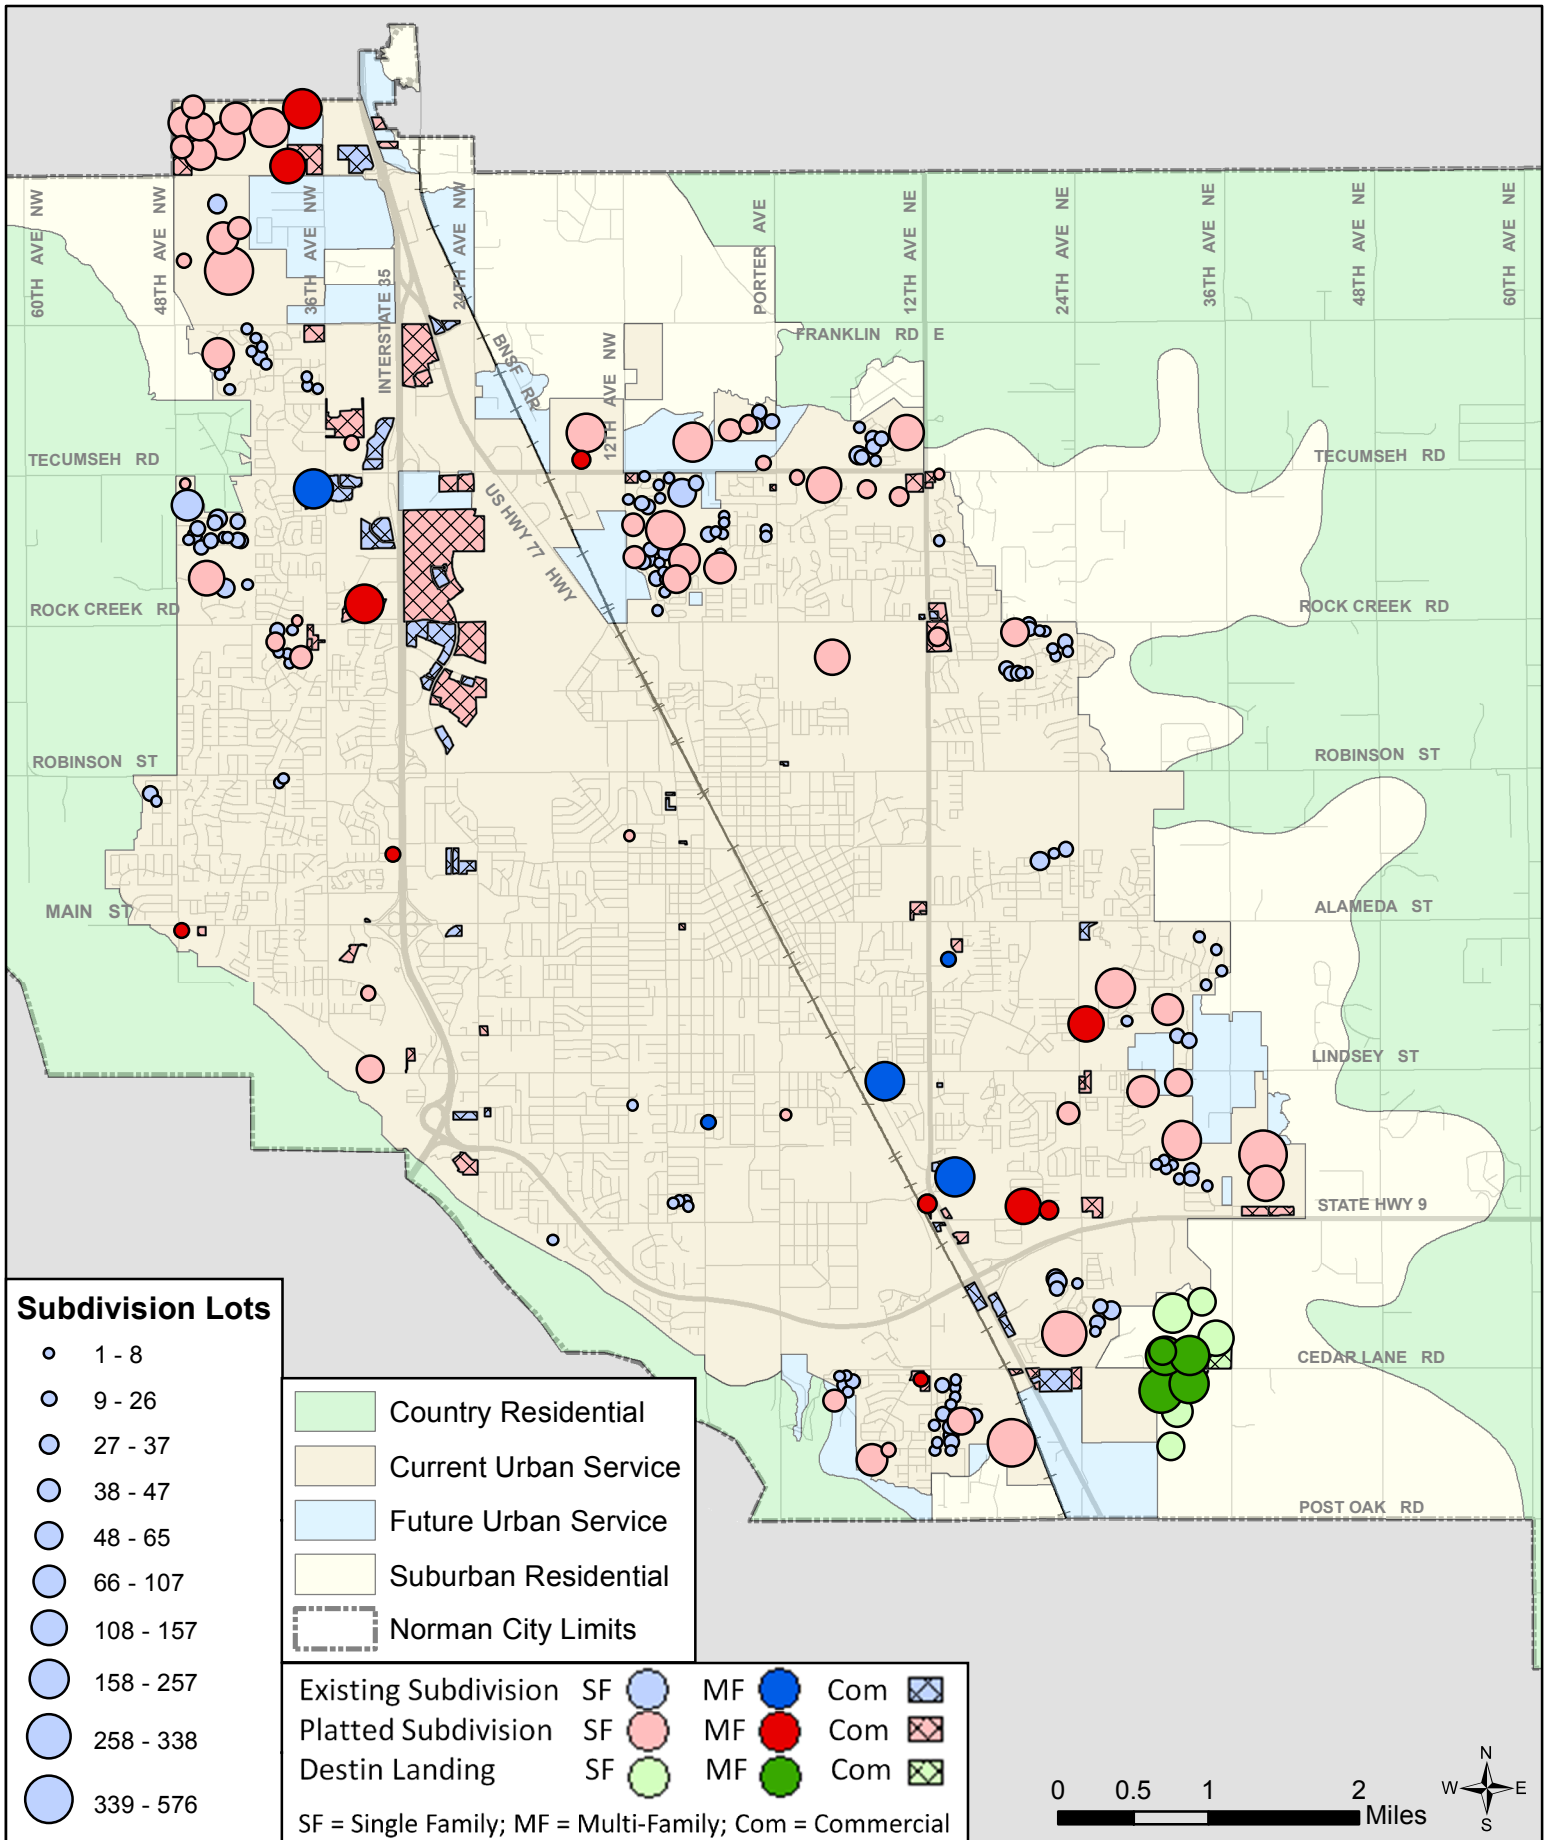 60TH AVE NW
48TH AVE NW
36TH AVE NW
INTERSTATE 35
24TH AVE NW
BNSF RR
12TH AVE NW
PORTER AVE
12TH AVE NE
24TH AVE NE
36TH AVE NE
48TH AVE NE
60TH AVE NE
FRANKLIN RD E
TECUMSEH RD
TECUMSEH RD
US HWY 77 HWY
ROCK CREEK RD
ROCK CREEK RD
ROBINSON ST
ROBINSON ST
MAIN ST
ALAMEDA ST
LINDSEY ST
STATE HWY 9
CEDAR LANE RD
POST OAK RD
Subdivision Lots
1 - 8
9 - 26
27 - 37
38 - 47
48 - 65
66 - 107
108 - 157
158 - 257
258 - 338
339 - 576
Country Residential
Current Urban Service
Future Urban Service
Suburban Residential
Norman City Limits
Existing Subdivision SF MF Com
Platted Subdivision SF MF Com
Destin Landing SF MF Com
SF = Single Family; MF = Multi-Family; Com = Commercial
0 0.5 1 2
Miles
N
W E
S